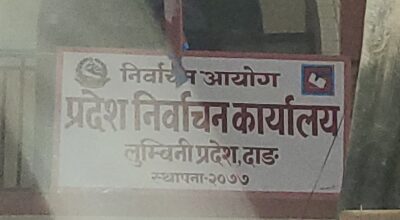 निर्वाचन आयोग
प्रदेश निर्वाचन कार्यालय
लुम्विनी प्रदेश, दाङ
स्थापना-२०७७